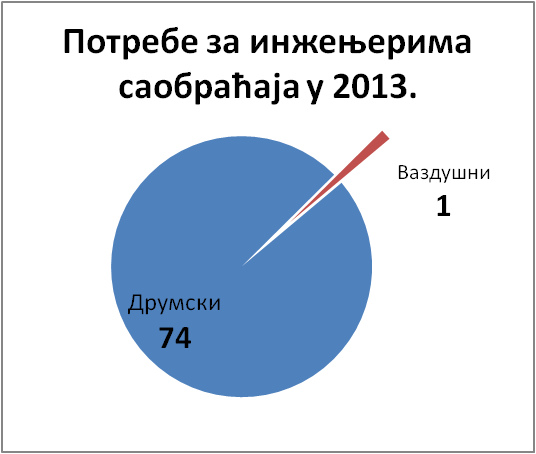 Потребе за инжењерима
саобраћаја у 2013.
Ваздушни
1
Друмски
74